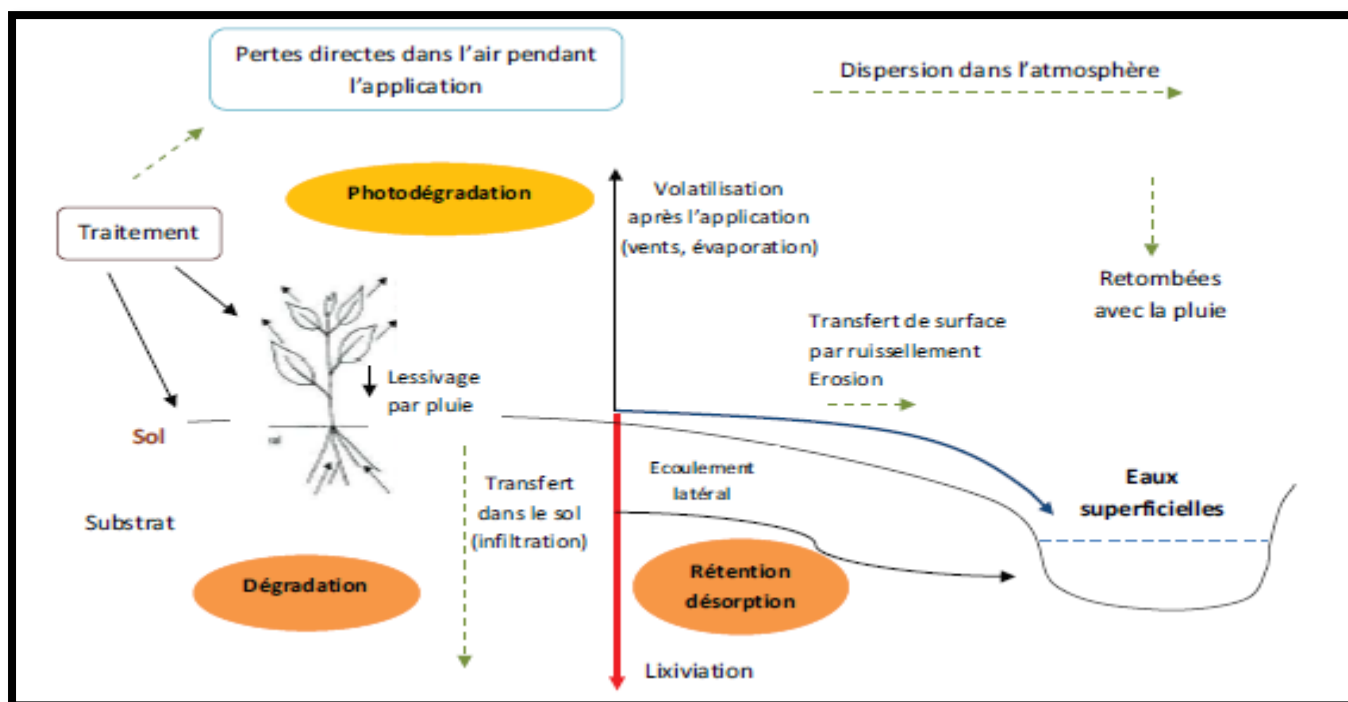 Pertes directes dans l'air pendant
l'application
Dispersion dans l'atmosphère
Photodégradation
Volatilisation
après l'application
(vents, évaporation)
Traitement
Retombées
avec la pluie
Transfert de surface
par ruissellement
Erosion
Lessivage
par pluie
Sol
sol
Transfert
dans le sol
(infiltration)
Ecoulement
latéral
Eaux
superficielles
Substrat
Dégradation
Rétention
désorption
Lixiviation